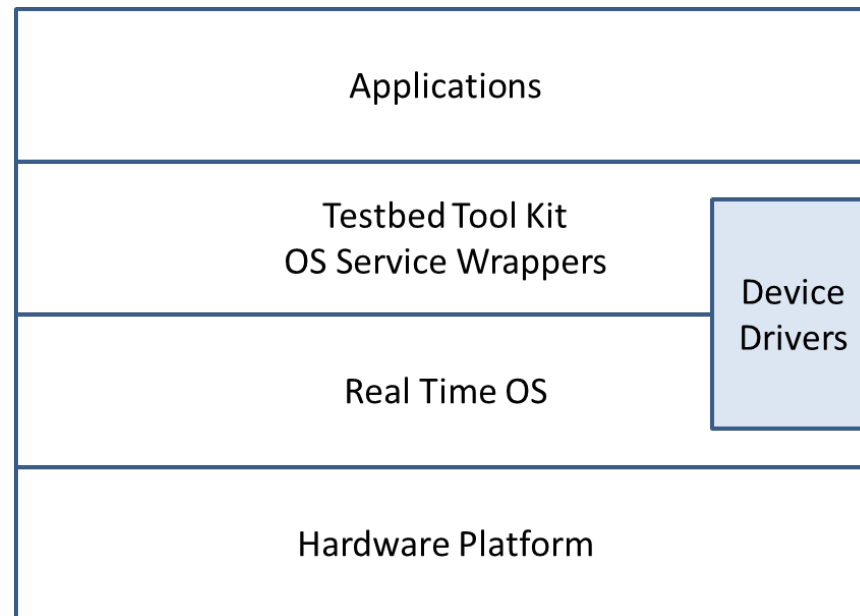 Applications
Testbed Tool Kit
OS Service Wrappers
Device
Drivers
Real Time OS
Hardware Platform